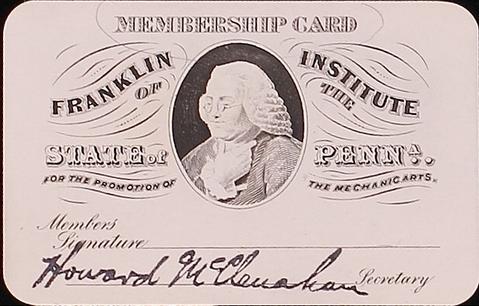 MEMBERSHIP CARD
FRANKLIN INSTITUTE
OF THE
STATE of PENNA.
FOR THE PROMOTION OF THE MECHANIC ARTS.
Members
Signature
Howard McClenahan Secretary